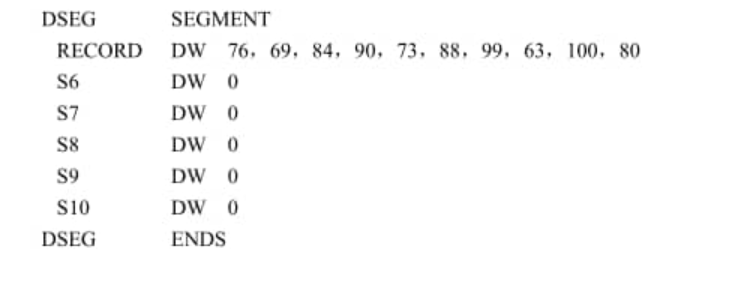 DSEG SEGMENT
RECORD DW 76，69，84，90，73，88，99，63，100，80
S6 DW 0
S7 DW 0
S8 DW 0
S9 DW 0
S10 DW 0
DSEG ENDS